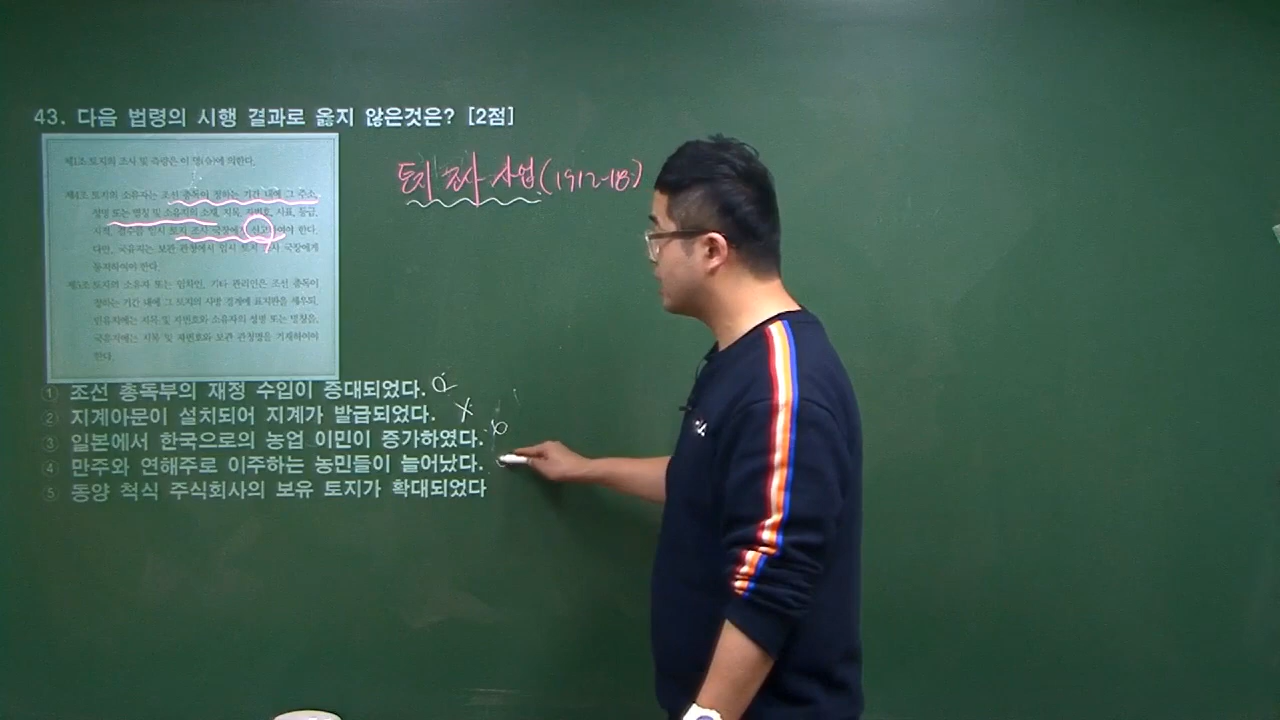 43. 다음 법령의 시행 결과로 옳지 않은것은? [2점]
토지 조사 사업(1912-18)
제1조 토지의 조사 및 측량은 이 영(令)에 의한다.
제4조 토지의 소유자는 조선 총독이 정하는 기간 내에 그 주소,
성명 또는 명칭 및 소유지의 소재, 지목, 자번호, 사표, 등급,
지적, 결수를 임시 토지 조사 국장에게 신고하여야 한다.
다만, 국유지는 보관 관청에서 임시 토지 조사 국장에게
통지하여야 한다.
제5조 토지의 소유자 또는 임차인, 기타 관리인은 조선 총독이
정하는 기간 내에 그 토지의 사방 경계에 표지판을 세우되,
민유지에는 지목 및 자번호와 소유자의 성명 또는 명칭을,
국유지에는 지목 및 자번호와 보관 관청명을 기재하여야
한다.
① 조선 총독부의 재정 수입이 증대되었다. O
② 지계아문이 설치되어 지계가 발급되었다. X
③ 일본에서 한국으로의 농업 이민이 증가하였다. O
④ 만주와 연해주로 이주하는 농민들이 늘어났다.
⑤ 동양 척식 주식회사의 보유 토지가 확대되었다